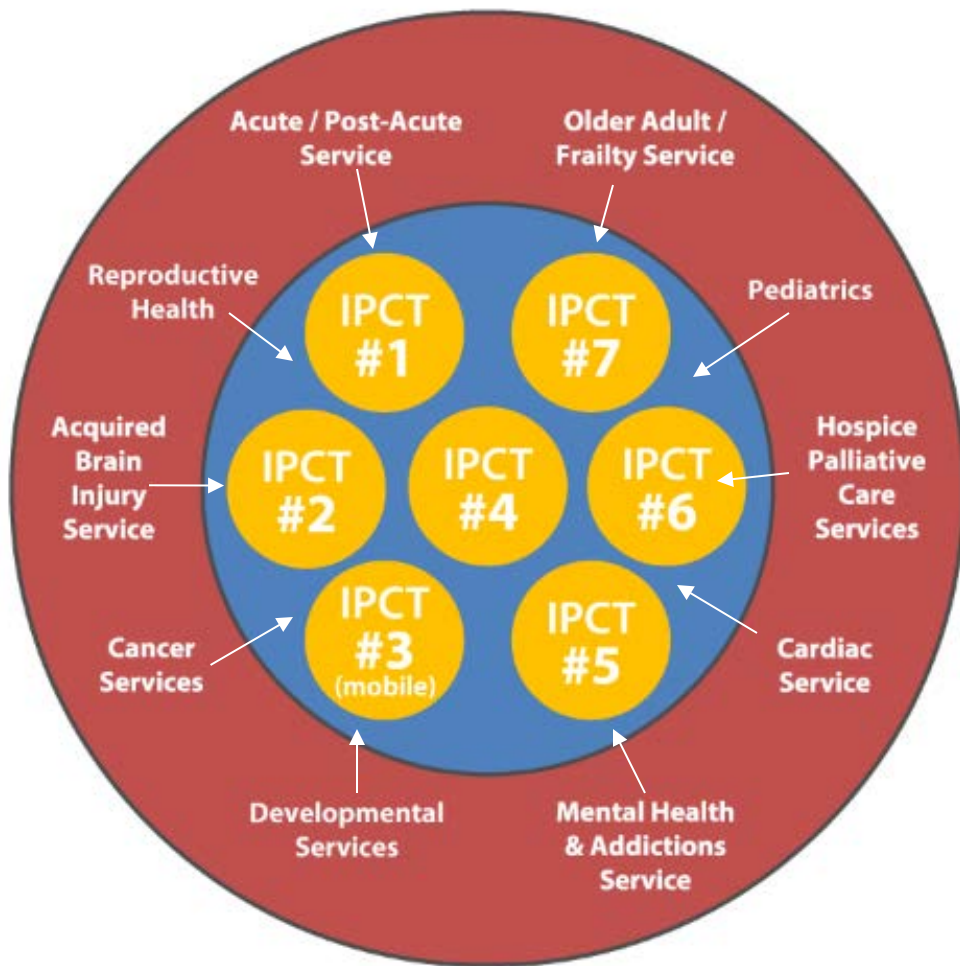 Acute / Post-Acute
Service
Older Adult /
Frailty Service
Reproductive
Health
Pediatrics
IPCT
#1
IPCT
#7
Acquired
Brain
Injury
Service
IPCT
#2
IPCT
#4
IPCT
#6
Hospice
Palliative
Care
Services
Cancer
Services
IPCT
#3
(mobile)
IPCT
#5
Cardiac
Service
Developmental
Services
Mental Health
& Addictions
Service